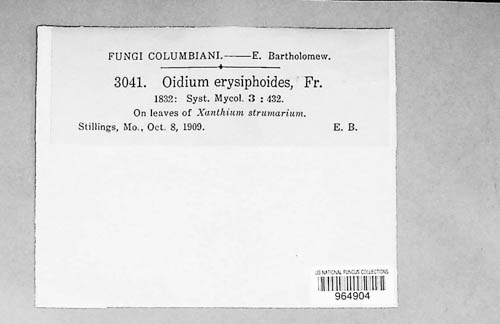 FUNGI COLUMBIANI.——E. Bartholomew.
3041. Oidium erysiphoides, Fr.
1832: Syst. Mycol. 3 : 432.
On leaves of Xanthium strumarium.
Stillings, Mo., Oct. 8, 1909. E. B.
US NATIONAL FUNGUS COLLECTIONS
964904